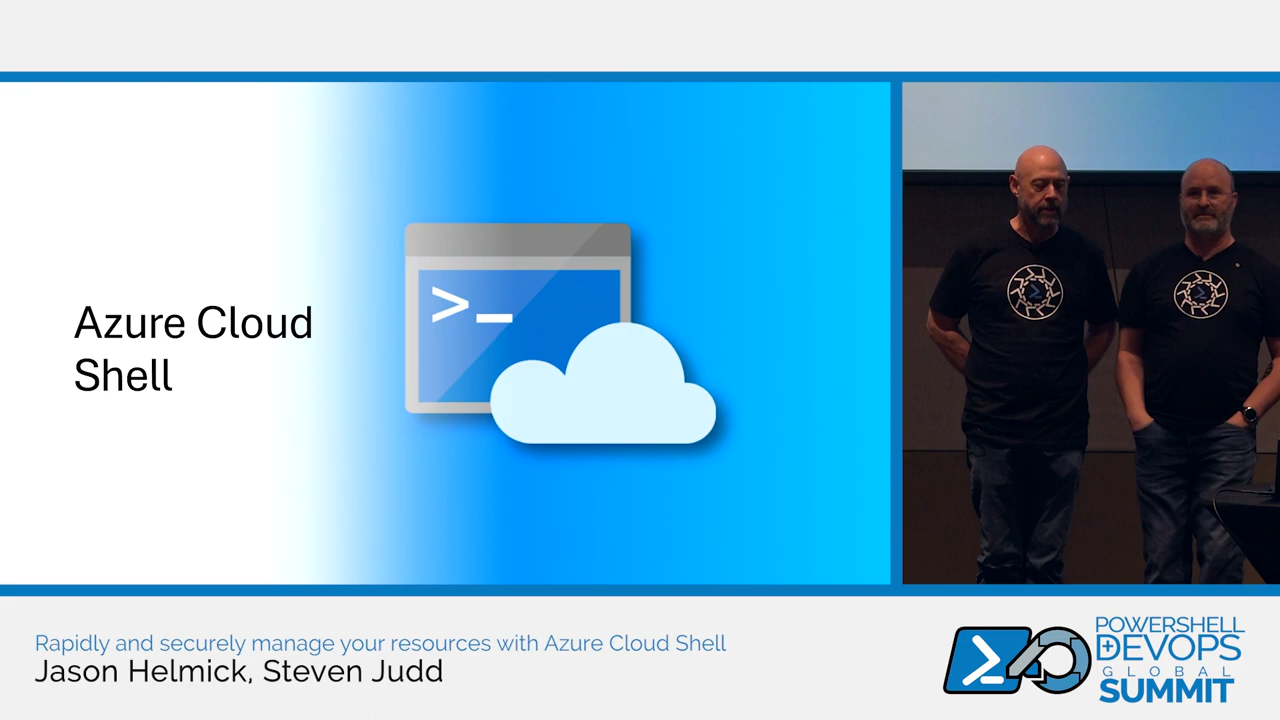 Azure Cloud
Shell
>_
Rapidly and securely manage your resources with Azure Cloud Shell
Jason Helmick, Steven Judd
POWERSHELL
DEVOPS
GLOBAL
SUMMIT